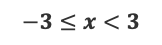 −3 ≤ x < 3